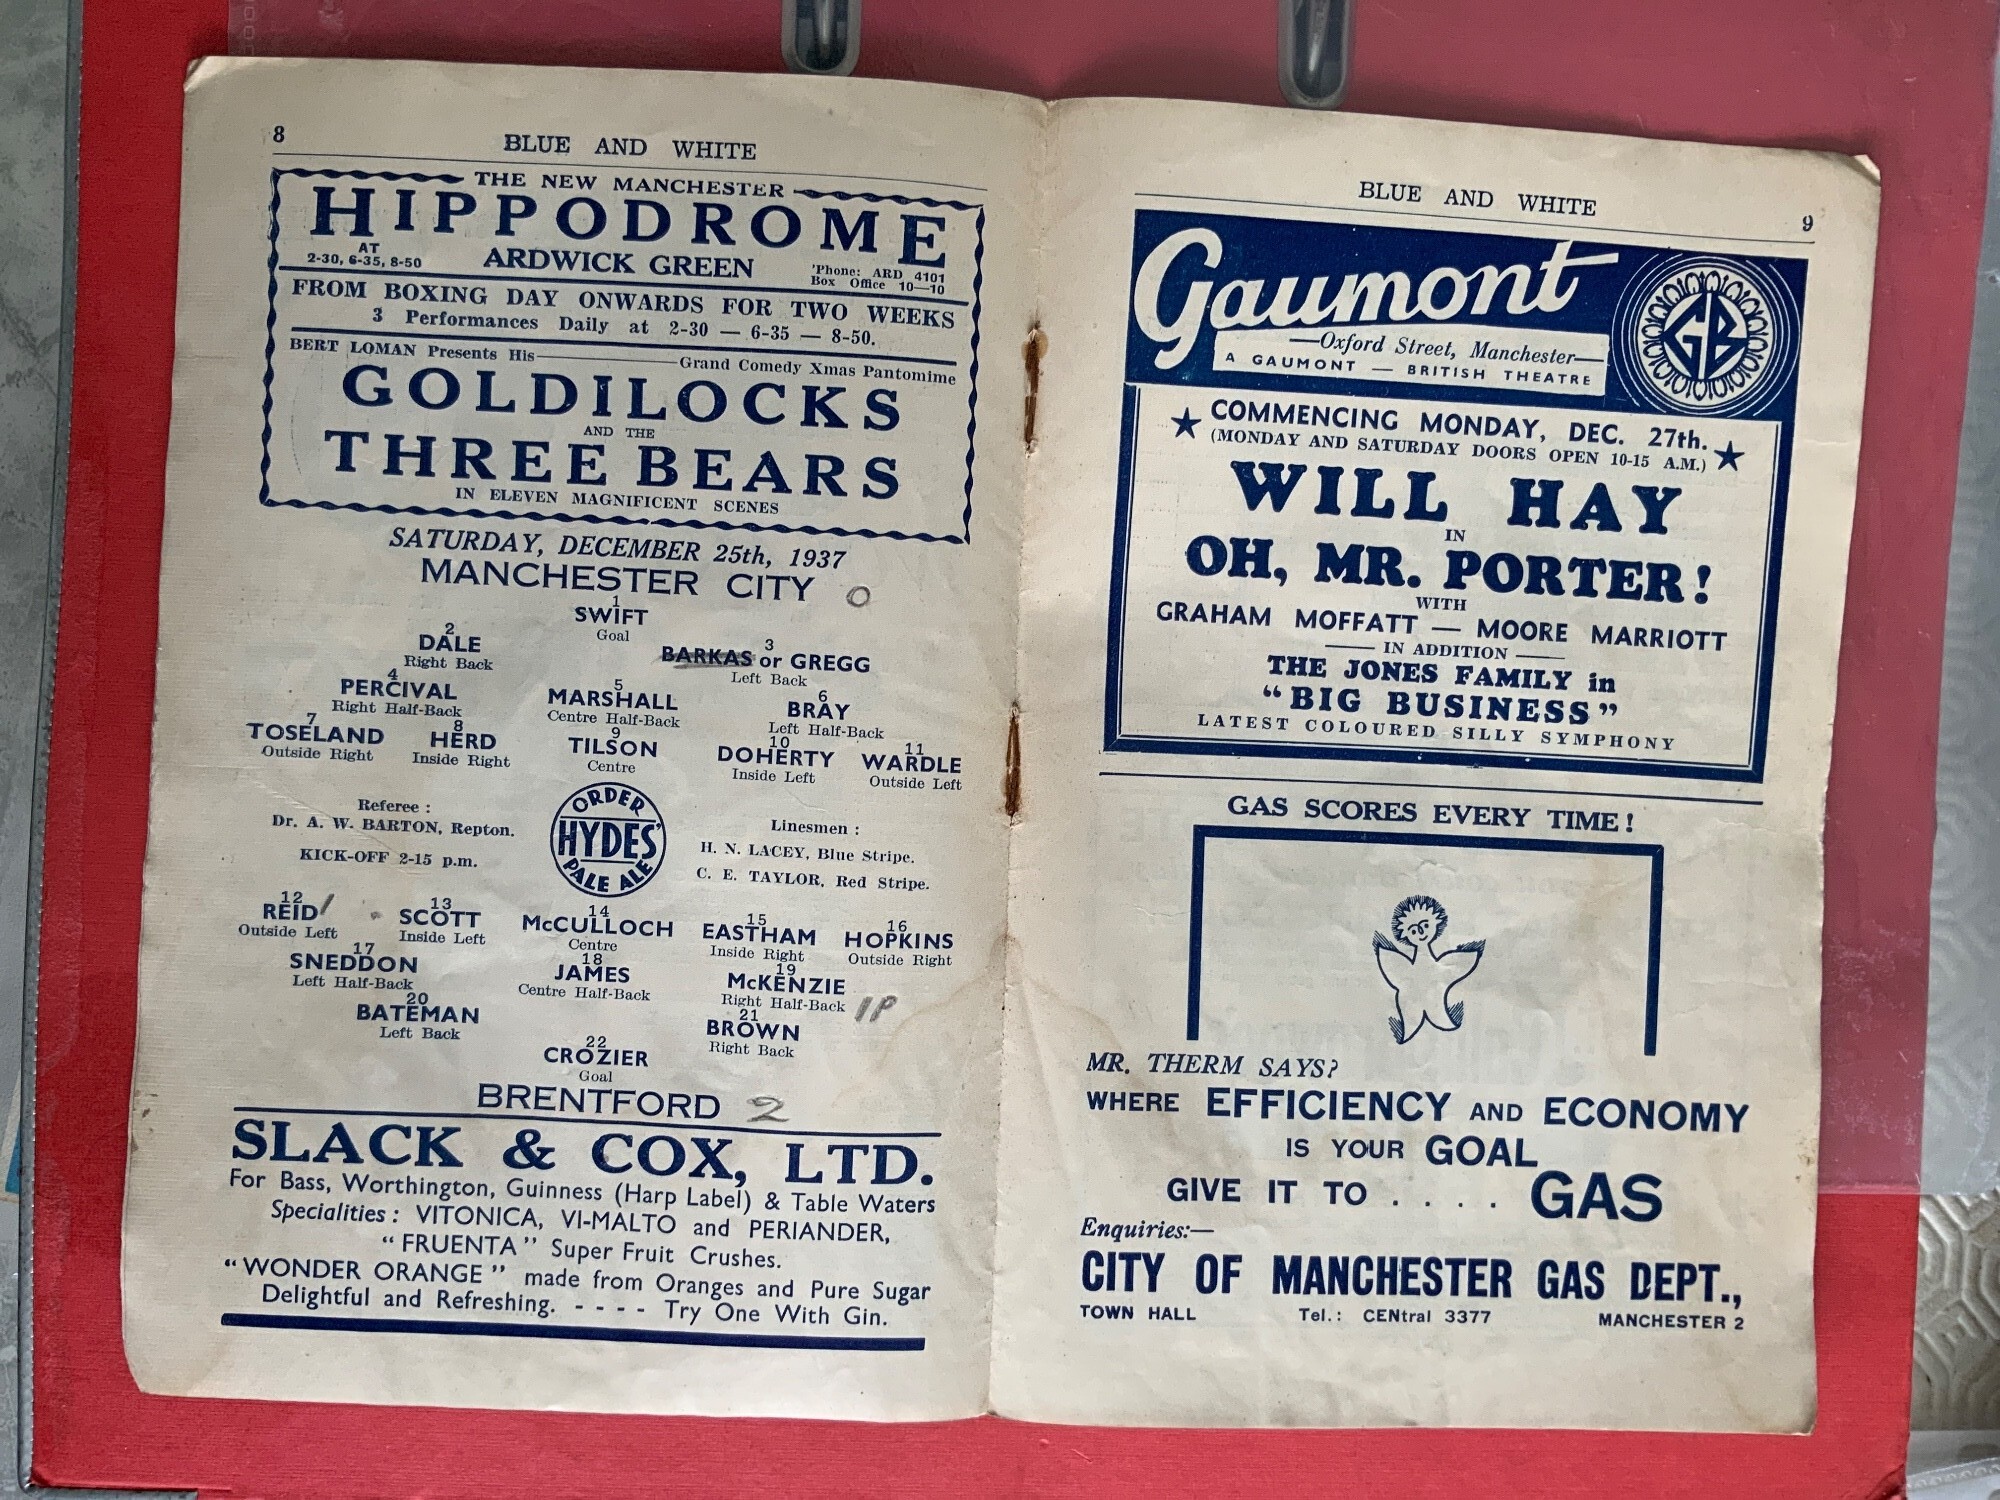 8
BLUE AND WHITE
THE NEW MANCHESTER
HIPPODROME
AT
2-30, 6-35, 8-50
ARDWICK GREEN
'Phone: ARD 4101
Box Office 10—10
FROM BOXING DAY ONWARDS FOR TWO WEEKS
3 Performances Daily at 2-30 — 6-35 — 8-50.
BERT LOMAN Presents His — Grand Comedy Xmas Pantomime
GOLDILOCKS
AND THE
THREE BEARS
IN ELEVEN MAGNIFICENT SCENES
SATURDAY, DECEMBER 25th, 1937
MANCHESTER CITY 0
1
SWIFT
Goal
2
DALE
Right Back
3
BARKAS or GREGG
Left Back
4
PERCIVAL
Right Half-Back
5
MARSHALL
Centre Half-Back
6
BRAY
Left Half-Back
7
TOSELAND
Outside Right
8
HERD
Inside Right
9
TILSON
Centre
10
DOHERTY
Inside Left
11
WARDLE
Outside Left
Referee :
Dr. A. W. BARTON, Repton.
KICK-OFF 2-15 p.m.
ORDER
HYDES'
PALE ALE
Linesmen :
H. N. LACEY, Blue Stripe.
C. E. TAYLOR, Red Stripe.
12
REID 1
Outside Left
13
SCOTT
Inside Left
14
McCULLOCH
Centre
15
EASTHAM
Inside Right
16
HOPKINS
Outside Right
17
SNEDDON
Left Half-Back
18
JAMES
Centre Half-Back
19
McKENZIE
Right Half-Back 1P
20
BATEMAN
Left Back
21
BROWN
Right Back
22
CROZIER
Goal
BRENTFORD 2
SLACK & COX, LTD.
For Bass, Worthington, Guinness (Harp Label) & Table Waters
Specialities : VITONICA, VI-MALTO and PERIANDER,
"FRUENTA" Super Fruit Crushes.
"WONDER ORANGE" made from Oranges and Pure Sugar
Delightful and Refreshing. - - - - Try One With Gin.
BLUE AND WHITE
9
Gaumont
—Oxford Street, Manchester—
A GAUMONT — BRITISH THEATRE
GB
★ COMMENCING MONDAY, DEC. 27th. ★
(MONDAY AND SATURDAY DOORS OPEN 10-15 A.M.)
WILL HAY
IN
OH, MR. PORTER!
WITH
GRAHAM MOFFATT — MOORE MARRIOTT
— IN ADDITION —
THE JONES FAMILY in
"BIG BUSINESS"
LATEST COLOURED SILLY SYMPHONY
GAS SCORES EVERY TIME!
MR. THERM SAYS?
WHERE EFFICIENCY AND ECONOMY
IS YOUR GOAL
GIVE IT TO . . . . GAS
Enquiries:—
CITY OF MANCHESTER GAS DEPT.,
TOWN HALL Tel.: CENtral 3377 MANCHESTER 2